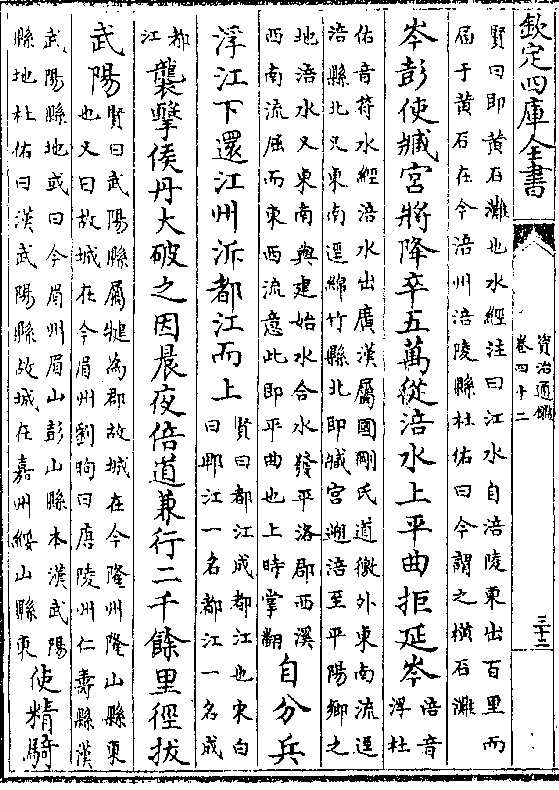 欽定四庫全書
資治通鑑
卷四十二
三十二
賢曰即黄石灘也水經注曰江水自涪陵東出百里而
届于黄石在今涪州涪陵縣杜佑曰今謂之橫石灘
岑彭使臧宮將降卒五萬從涪水上平曲拒延岑涪音
浮杜
佑音符水經涪水出廣漢屬國剛氐道徼外東南流逕
涪縣北又東南逕綿竹縣北即臧宮遡涪至平陽鄉之
地涪水又東南與建始水合水發平洛郡西溪
西南流屈而東西流意此即平曲也上時掌翻自分兵
浮江下還江州泝都江而上賢曰都江成都江也宋白
曰郫江一名都江一名成
都
江襲擊侯丹大破之因晨夜倍道兼行二千餘里徑拔
武陽賢曰武陽縣屬犍為郡故城在今隆州隆山縣東
也又曰故城在今眉州劉昫曰唐陵州仁壽縣漢
武陽縣地或曰今眉州眉山彭山縣本漢武陽
縣地杜佑曰漢武陽縣故城在嘉州綏山縣東使精騎